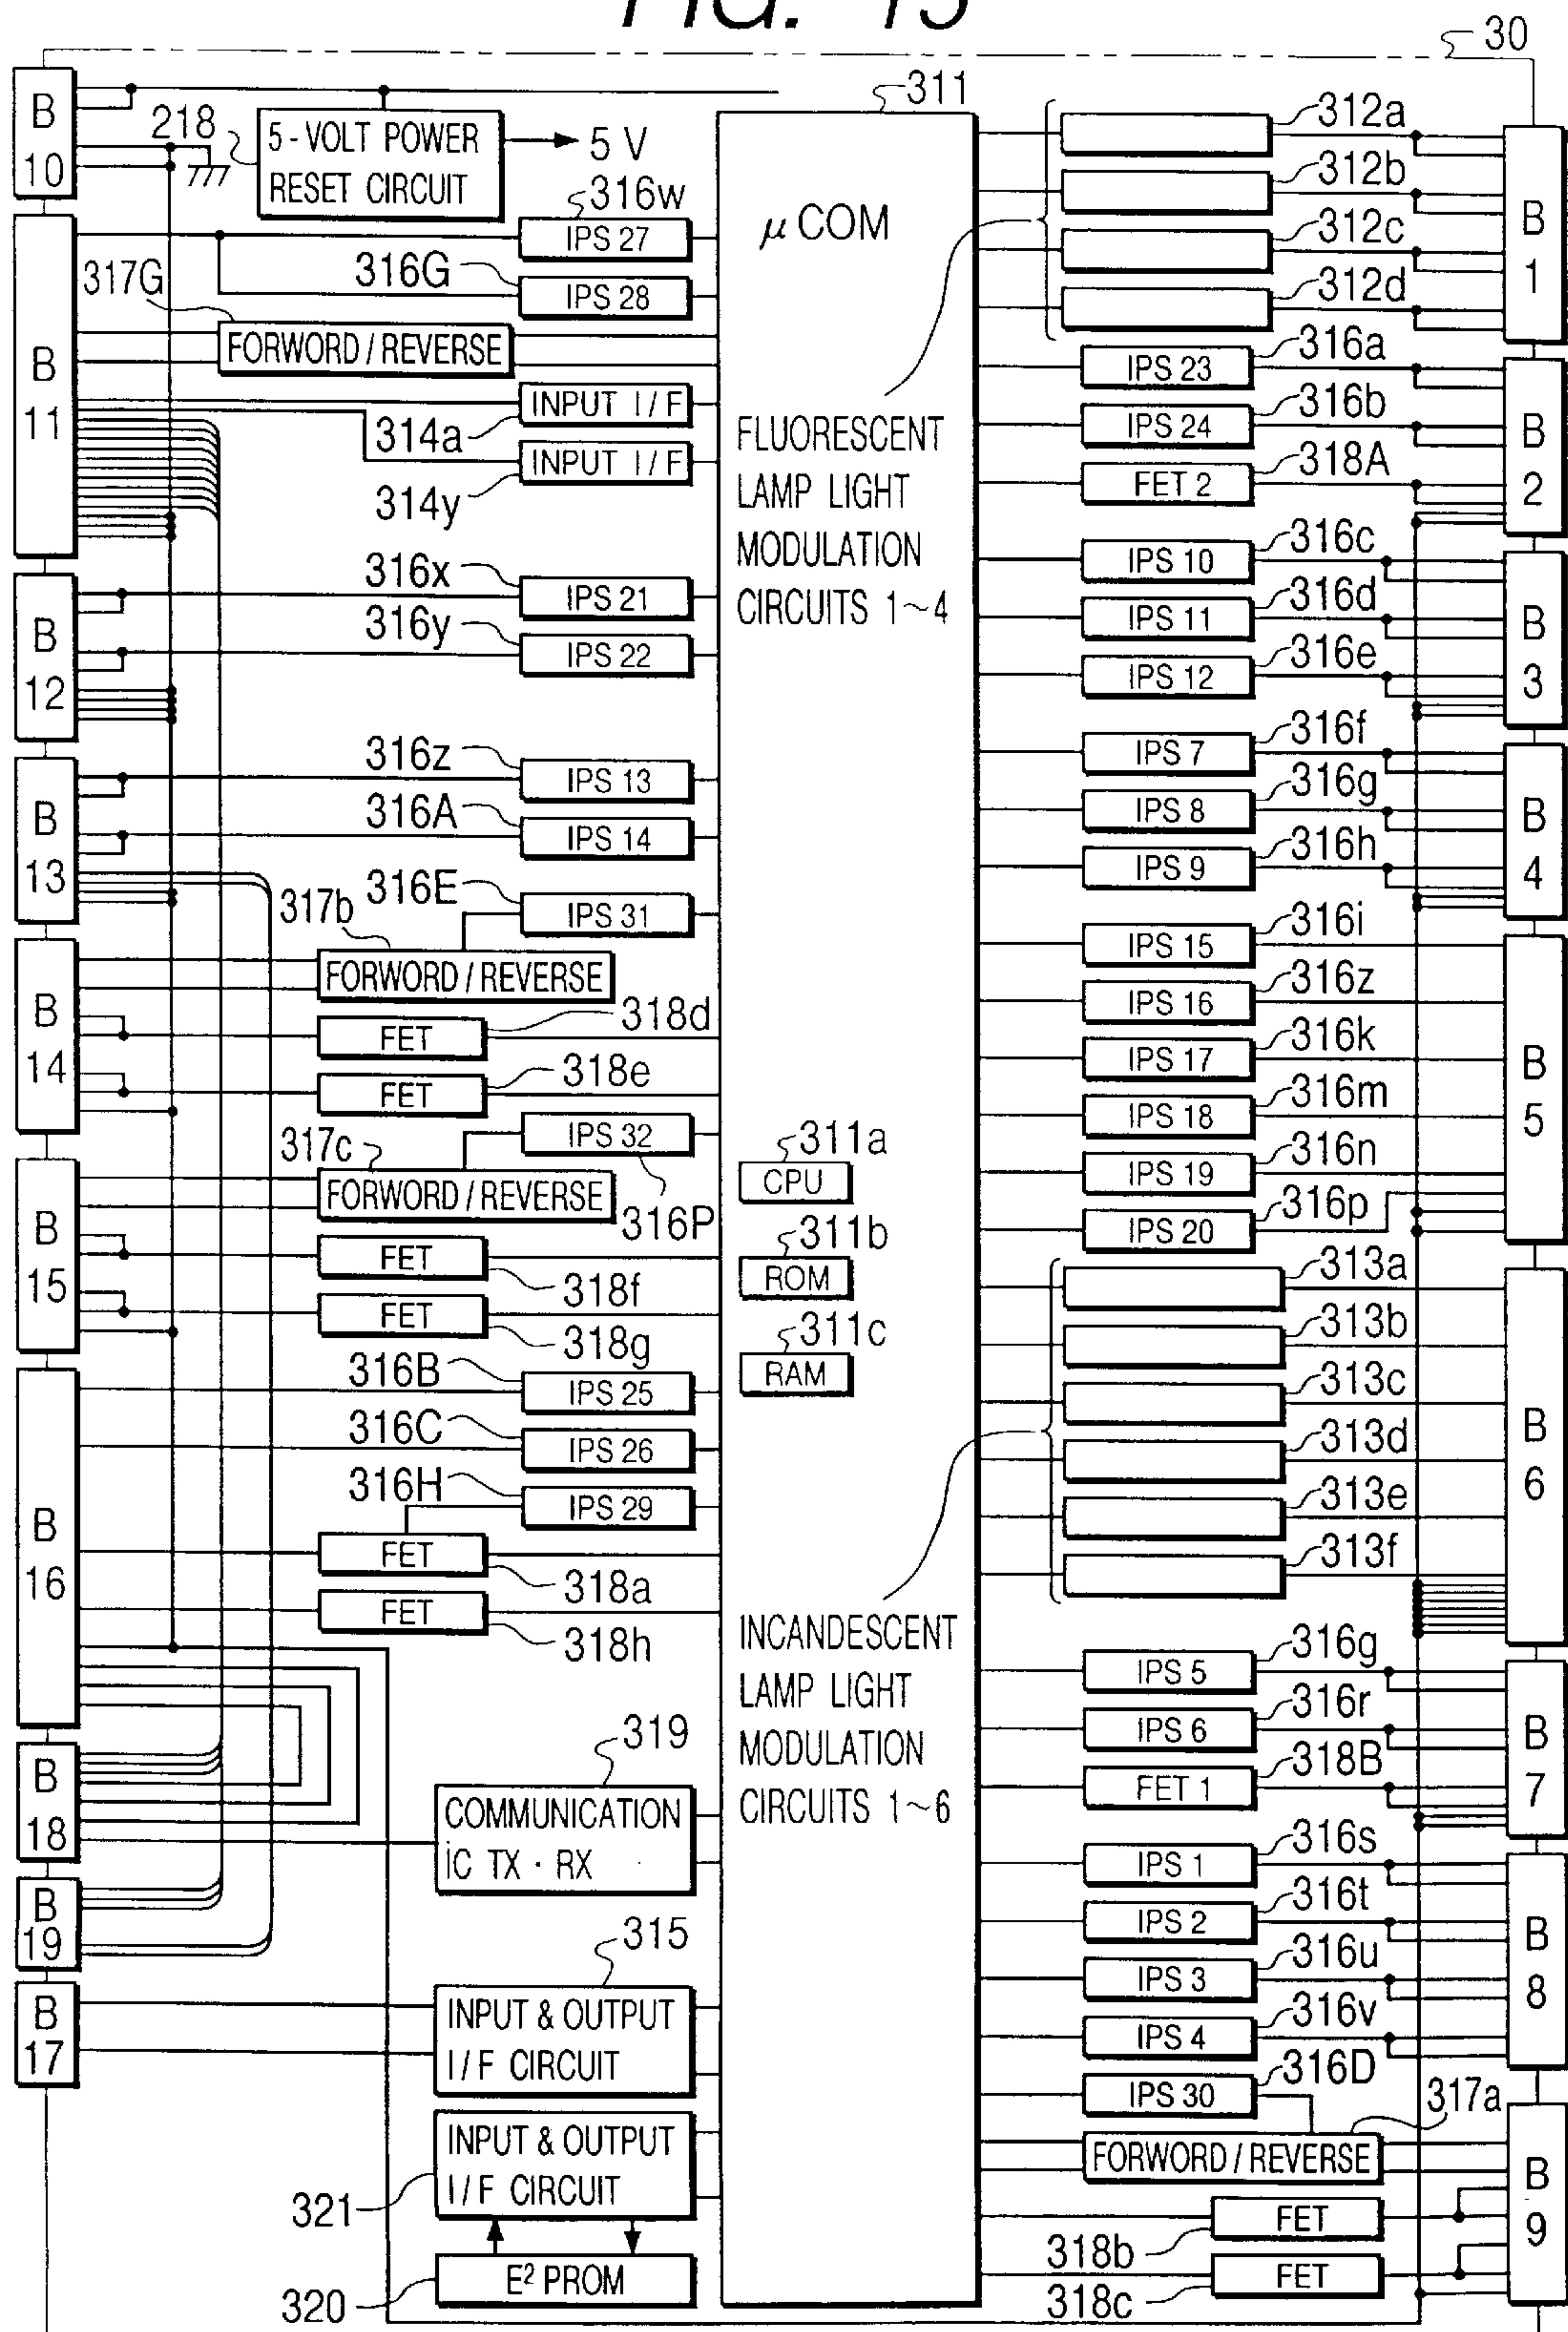 FIG. 15
30
B
10
218
5-VOLT POWER
RESET CIRCUIT
5 V
311
μ COM
312a
312b
312c
312d
B
1
316w
IPS 27
316G
IPS 28
317G
FORWORD / REVERSE
B
11
INPUT I/F
314a
INPUT I/F
314y
FLUORESCENT
LAMP LIGHT
MODULATION
CIRCUITS 1~4
IPS 23
316a
IPS 24
316b
FET 2
318A
B
2
316x
IPS 21
316y
IPS 22
B
12
IPS 10
316c
IPS 11
316d
IPS 12
316e
B
3
316z
IPS 13
316A
IPS 14
B
13
IPS 7
316f
IPS 8
316g
IPS 9
316h
B
4
316E
IPS 31
317b
FORWORD / REVERSE
B
14
FET
318d
FET
318e
IPS 15
316i
IPS 16
316z
IPS 17
316k
IPS 18
316m
IPS 19
316n
IPS 20
316p
B
5
IPS 32
317c
FORWORD / REVERSE
316P
B
15
FET
318f
FET
318g
311a
CPU
311b
ROM
311c
RAM
313a
313b
313c
313d
313e
313f
B
6
316B
IPS 25
316C
IPS 26
316H
IPS 29
B
16
FET
318a
FET
318h
INCANDESCENT
LAMP LIGHT
MODULATION
CIRCUITS 1~6
IPS 5
316g
IPS 6
316r
FET 1
318B
B
7
319
COMMUNICATION
IC TX · RX
B
18
B
19
IPS 1
316s
IPS 2
316t
IPS 3
316u
IPS 4
316v
B
8
315
INPUT & OUTPUT
I/F CIRCUIT
B
17
316D
IPS 30
317a
FORWORD / REVERSE
INPUT & OUTPUT
I/F CIRCUIT
321
E² PROM
320
FET
318b
FET
318c
B
9